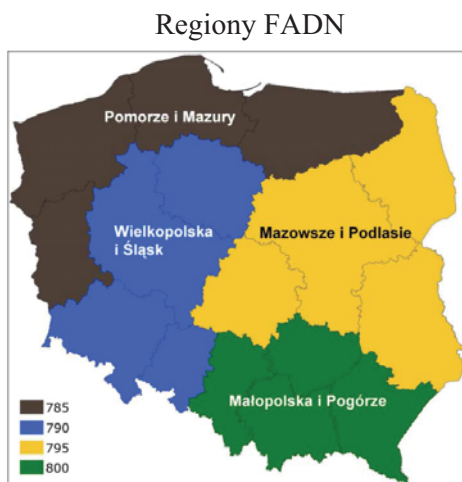 Regiony FADN
Pomorze i Mazury
Wielkopolska
i Śląsk
Mazowsze i Podlasie
Małopolska i Pogórze
785
790
795
800